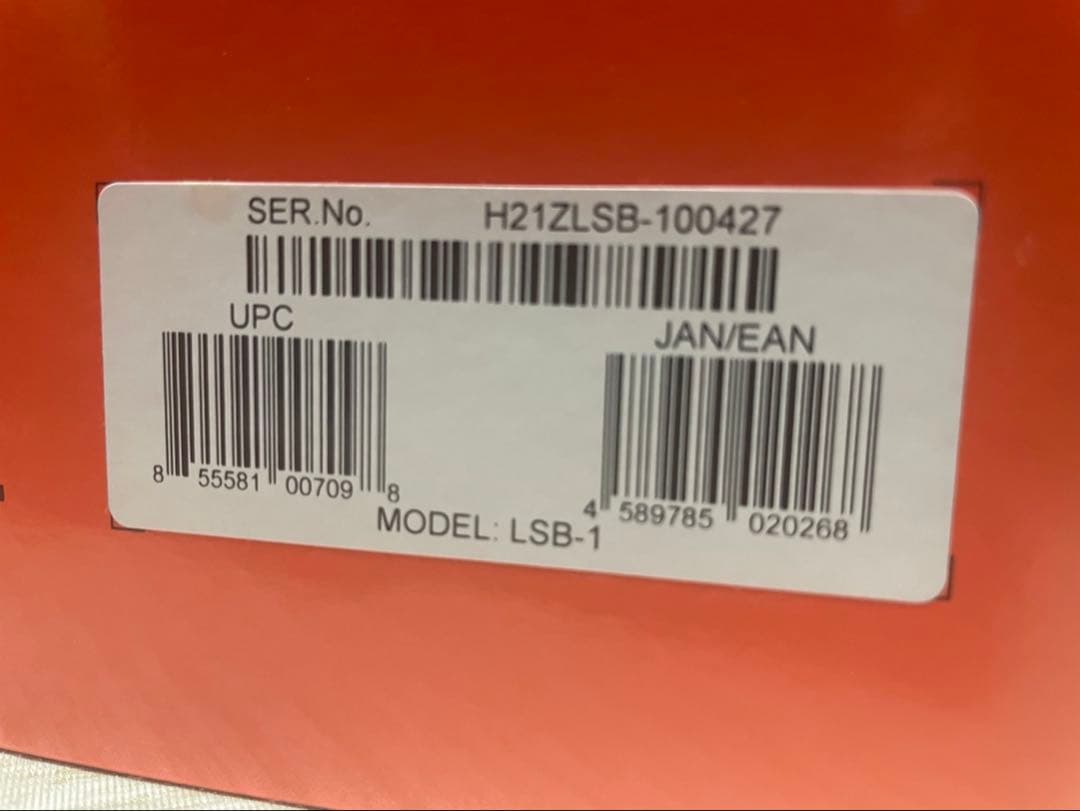 SER.No. H21ZLSB-100427
UPC JAN/EAN
8 55581 00709 8
4 589785 020268
MODEL: LSB-1